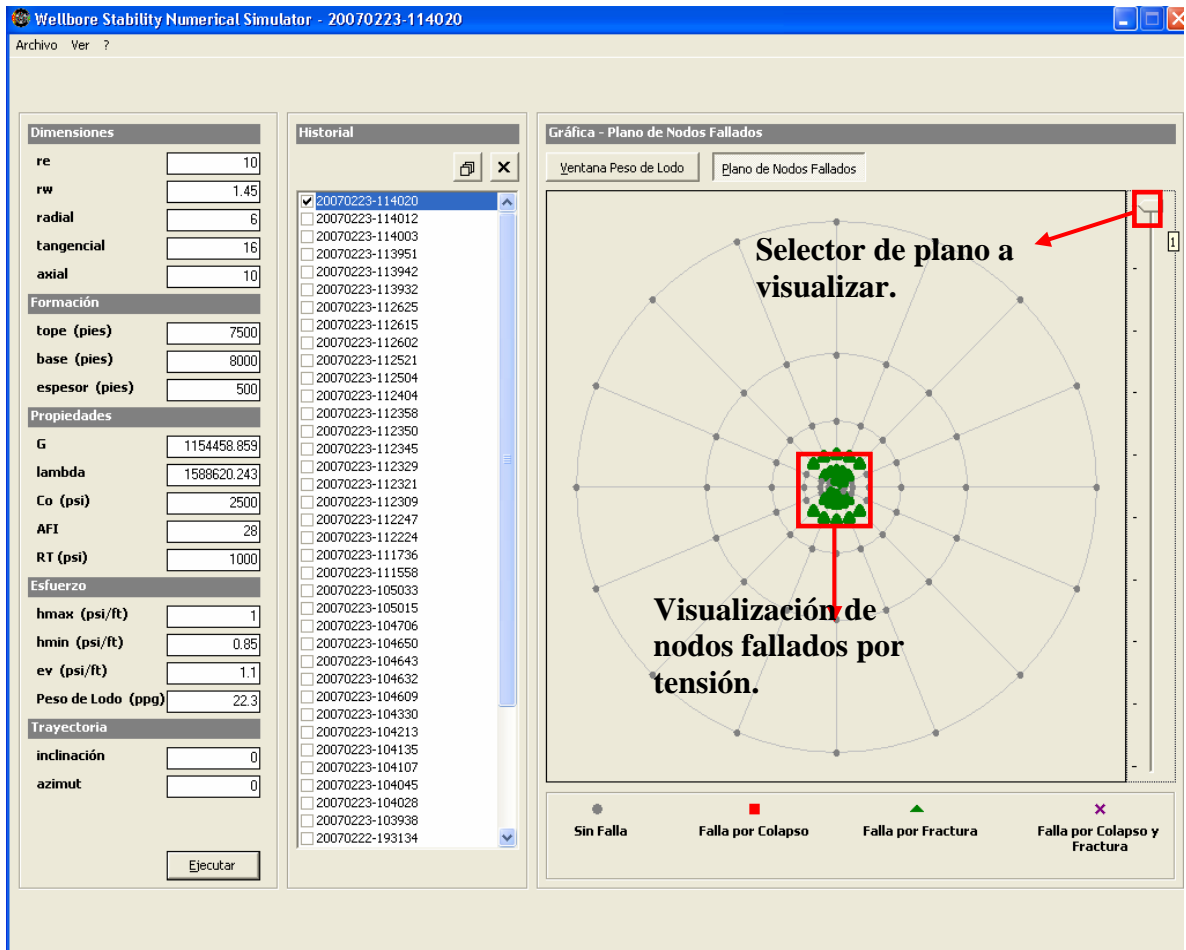 Wellbore Stability Numerical Simulator - 20070223-114020
Archivo Ver ?
Dimensiones
re 10
rw 1.45
radial 6
tangencial 16
axial 10
Formación
tope (pies) 7500
base (pies) 8000
espesor (pies) 500
Propiedades
G 1154458.859
lambda 1588620.243
Co (psi) 2500
AFI 28
RT (psi) 1000
Esfuerzo
hmax (psi/ft) 1
hmin (psi/ft) 0.85
ev (psi/ft) 1.1
Peso de Lodo (ppg) 22.3
Trayectoria
inclinación 0
azimut 0
Ejecutar
Historial
20070223-114020
20070223-114012
20070223-114003
20070223-113951
20070223-113942
20070223-113932
20070223-112625
20070223-112615
20070223-112602
20070223-112521
20070223-112504
20070223-112404
20070223-112358
20070223-112350
20070223-112345
20070223-112329
20070223-112321
20070223-112309
20070223-112247
20070223-112224
20070223-111736
20070223-111558
20070223-105033
20070223-105015
20070223-104706
20070223-104650
20070223-104643
20070223-104632
20070223-104609
20070223-104330
20070223-104213
20070223-104135
20070223-104107
20070223-104045
20070223-104028
20070223-103938
20070222-193134
Gráfica - Plano de Nodos Fallados
Ventana Peso de Lodo Plano de Nodos Fallados
Selector de plano a
visualizar.
1
Visualización de
nodos fallados por
tensión.
Sin Falla Falla por Colapso Falla por Fractura Falla por Colapso y
Fractura